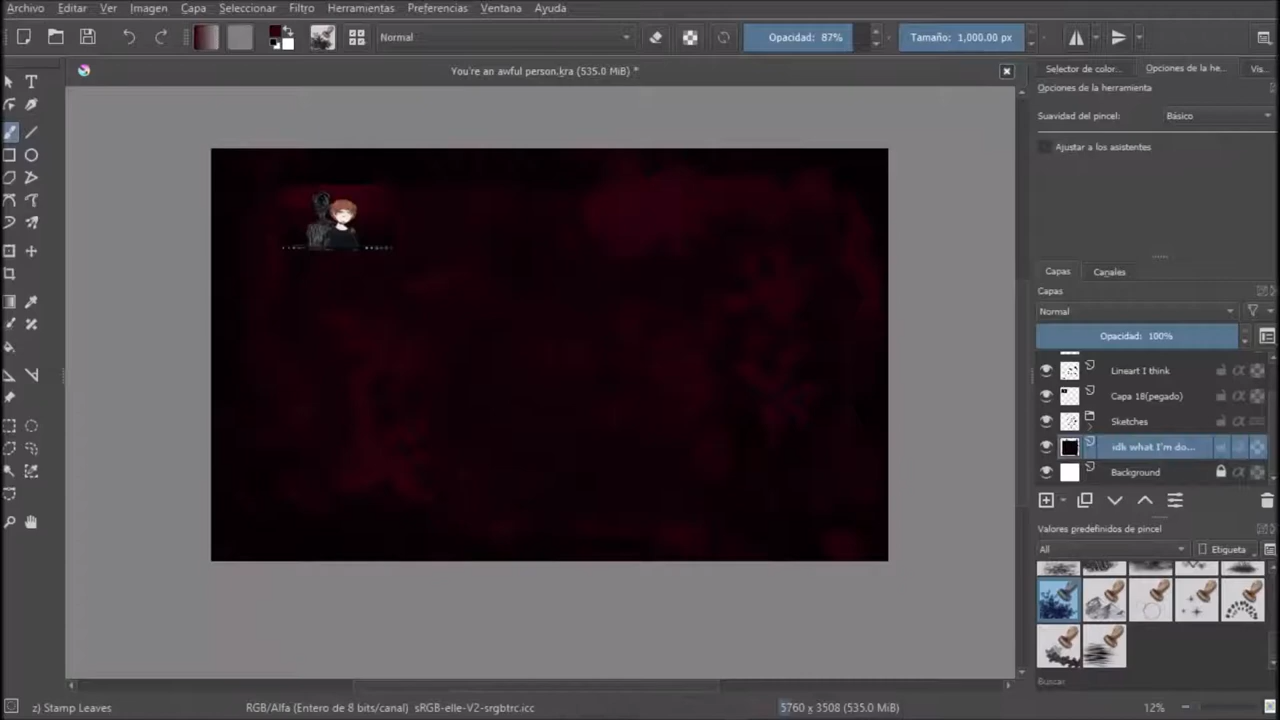 Archivo Editar Ver Imagen Capa Seleccionar Filtro Herramientas Preferencias Ventana Ayuda
Normal Opacidad: 87% Tamaño: 1,000.00 px
You're an awful person.kra (535.0 MiB) *
Selector de color... Opciones de la he... Vis...
Opciones de la herramienta
Suavidad del pincel: Básico
Ajustar a los asistentes
Capas Canales
Capas
Normal
Opacidad: 100%
Lineart I think
Capa 18(pegado)
Sketches
idk what I'm do...
Background
Valores predefinidos de pincel
All Etiqueta
Buscar
z) Stamp Leaves RGB/Alfa (Entero de 8 bits/canal) sRGB-elle-V2-srgbtrc.icc 5760 x 3508 (535.0 MiB) 12%